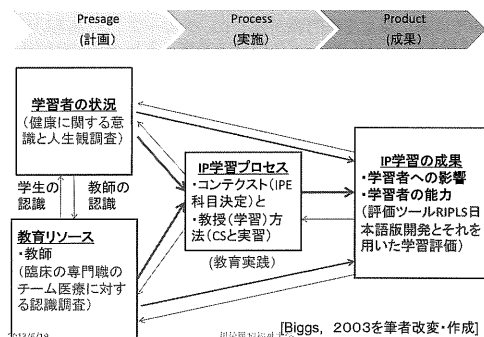 Presage
(計画)
Process
(実施)
Product
(成果)
学習者の状況
(健康に関する意
識と人生観調査)
学生の
認識
教師の
認識
教育リソース
・教師
(臨床の専門職の
チーム医療に対す
る認識調査)
IP学習プロセス
・コンテクスト(IPE
科目決定)と
・教授(学習)方
法(CSと実習)
(教育実践)
IP学習の成果
・学習者への影響
・学習者の能力
(評価ツールRIPLS日
本語版開発とそれを
用いた学習評価)
[Biggs, 2003を筆者改変・作成]